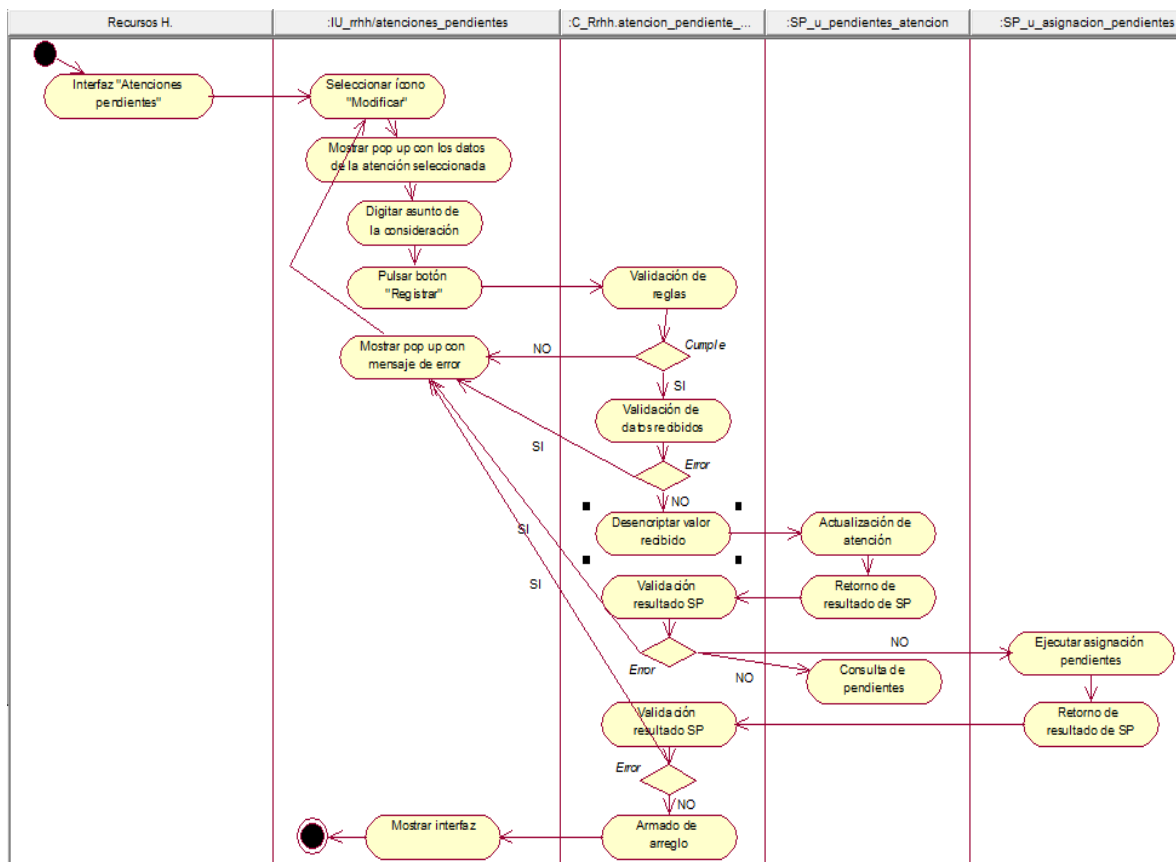 Recursos H.
:IU_rrhh/atenciones_pendientes
:C_Rrhh.atencion_pendiente_...
:SP_u_pendientes_atencion
:SP_u_asignacion_pendientes
Interfaz "Atenciones
pendientes"
Seleccionar ícono
"Modificar"
Mostrar pop up con los datos
de la atención seleccionada
Digitar asunto de
la consideración
Pulsar botón
"Registrar"
Validación de
reglas
Cumple
NO
Mostrar pop up con
mensaje de error
SI
Validación de
datos recibidos
Error
SI
NO
Desencriptar valor
recibido
Actualización de
atención
SI
SI
Validación
resultado SP
Retorno de
resultado de SP
Error
NO
NO
Ejecutar asignación
pendientes
Consulta de
pendientes
Validación
resultado SP
Retorno de
resultado de SP
Error
NO
Mostrar interfaz
Armado de
arreglo